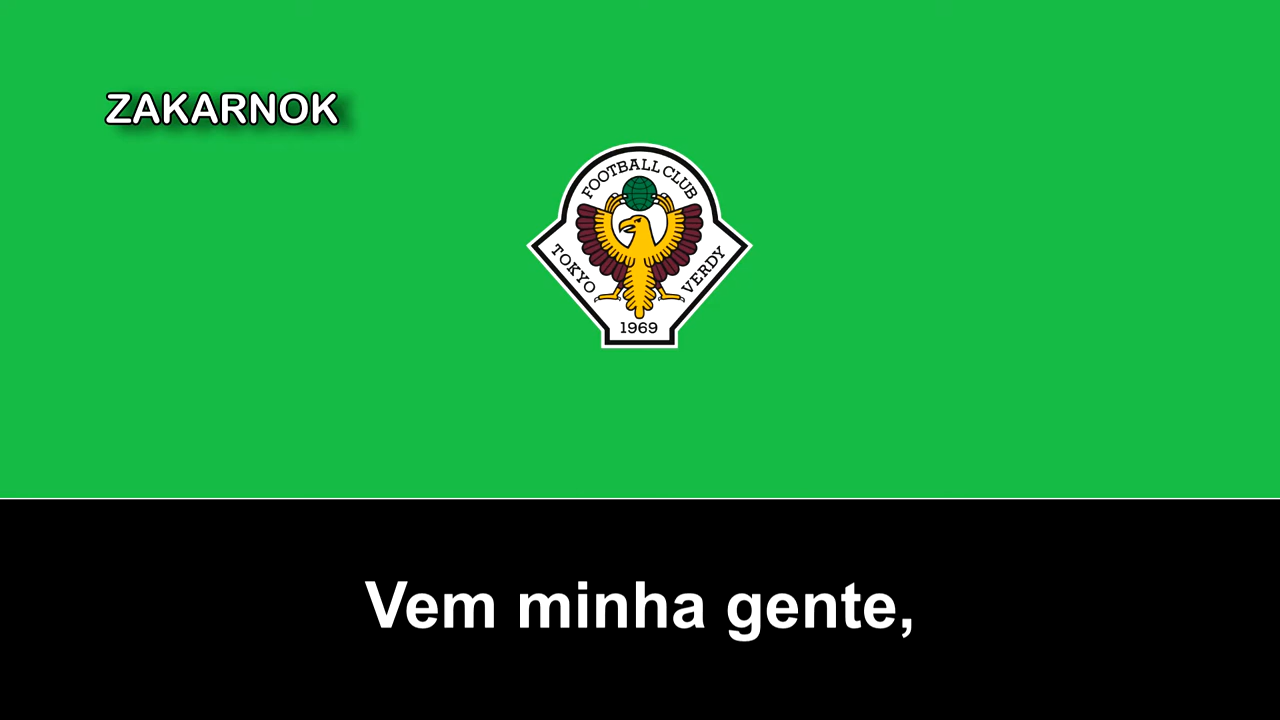 ZAKARNOK
FOOTBALL CLUB
TOKYO VERDY
1969
Vem minha gente,